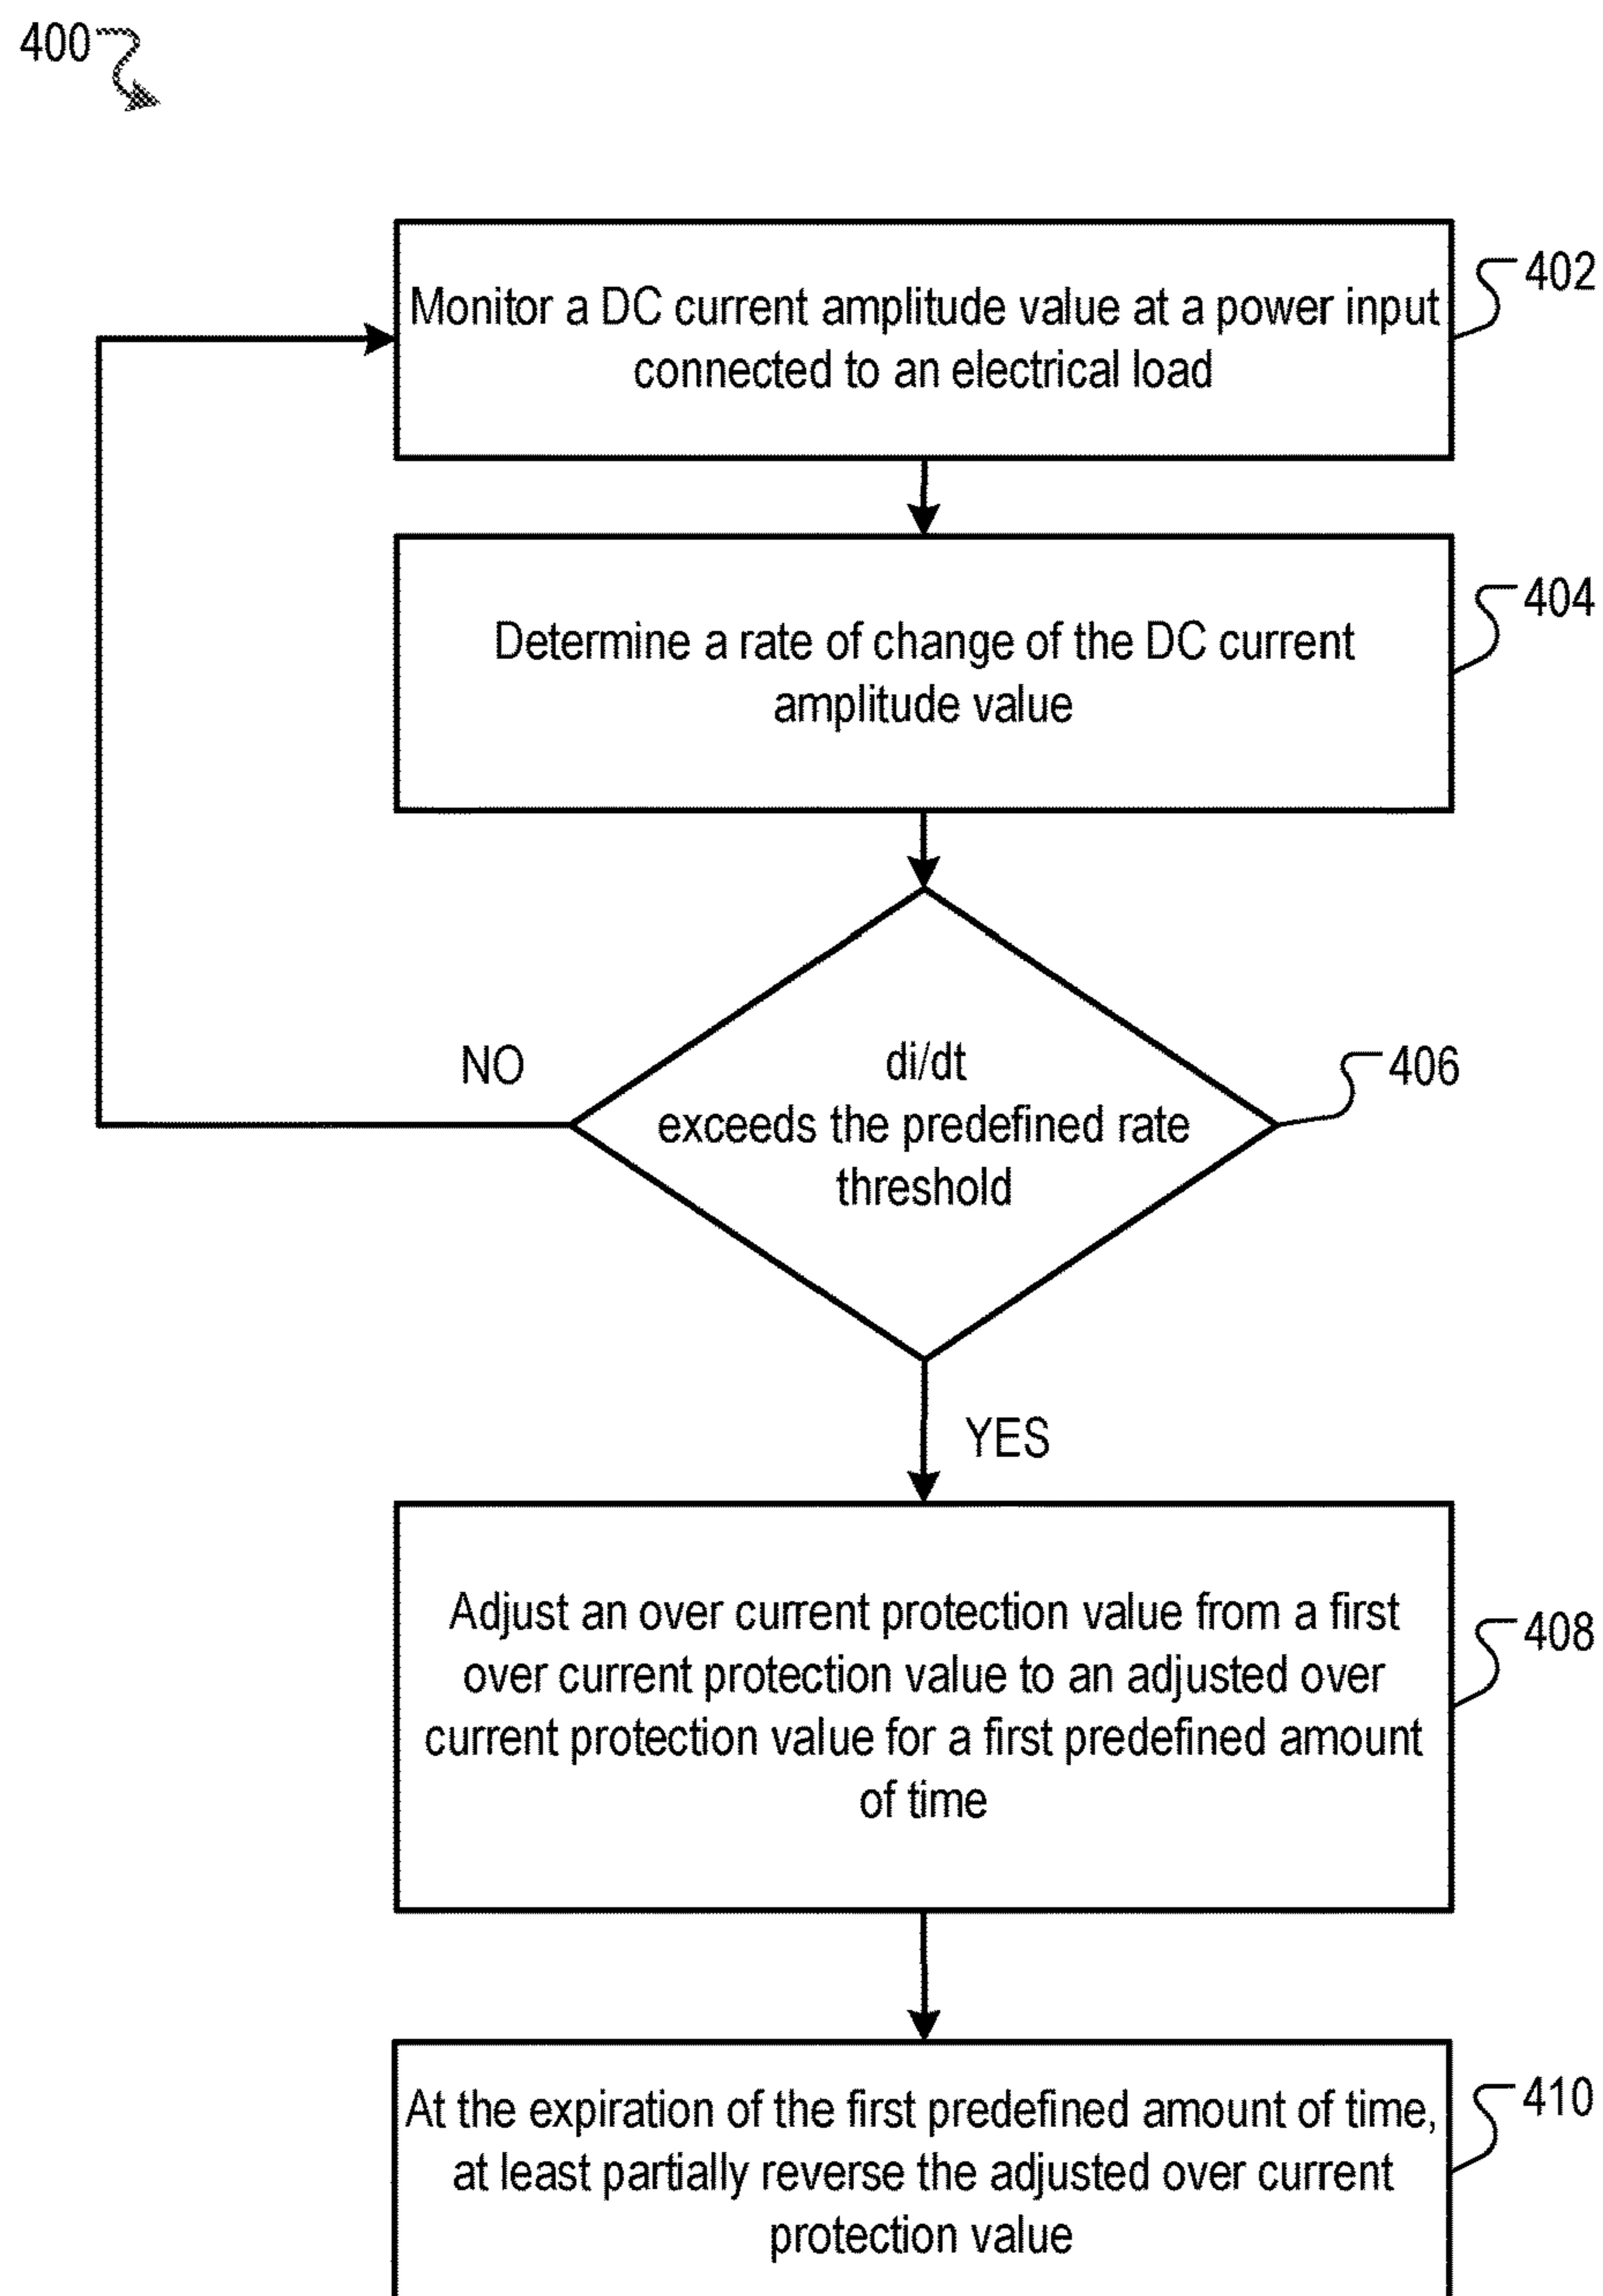 400
Monitor a DC current amplitude value at a power input
connected to an electrical load
402
Determine a rate of change of the DC current
amplitude value
404
di/dt
exceeds the predefined rate
threshold
406
NO
YES
Adjust an over current protection value from a first
over current protection value to an adjusted over
current protection value for a first predefined amount
of time
408
At the expiration of the first predefined amount of time,
at least partially reverse the adjusted over current
protection value
410